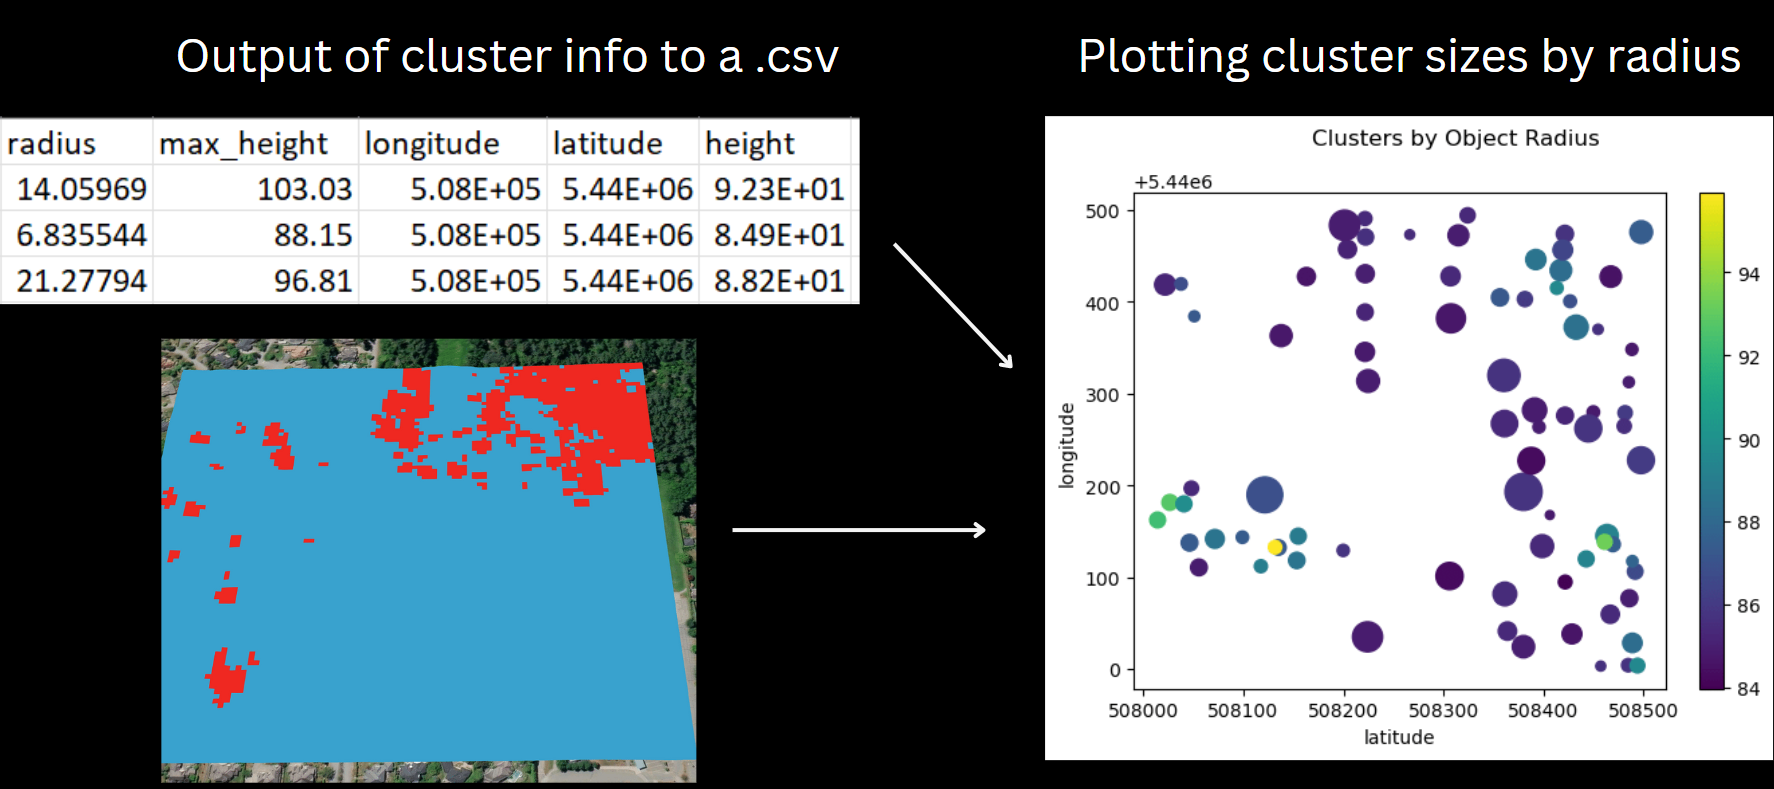 Output of cluster info to a .csv
radius max_height longitude latitude height
14.05969 103.03 5.08E+05 5.44E+06 9.23E+01
6.835544 88.15 5.08E+05 5.44E+06 8.49E+01
21.27794 96.81 5.08E+05 5.44E+06 8.82E+01
Plotting cluster sizes by radius
Clusters by Object Radius
+5.44e6
500
400
300
200
100
0
longitude
508000 508100 508200 508300 508400 508500
latitude
94
92
90
88
86
84